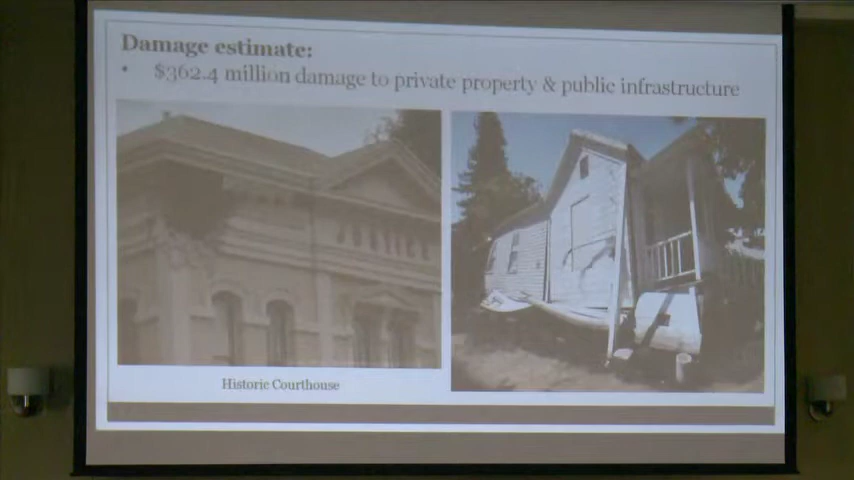 Damage estimate:
• $362.4 million damage to private property & public infrastructure
Historic Courthouse